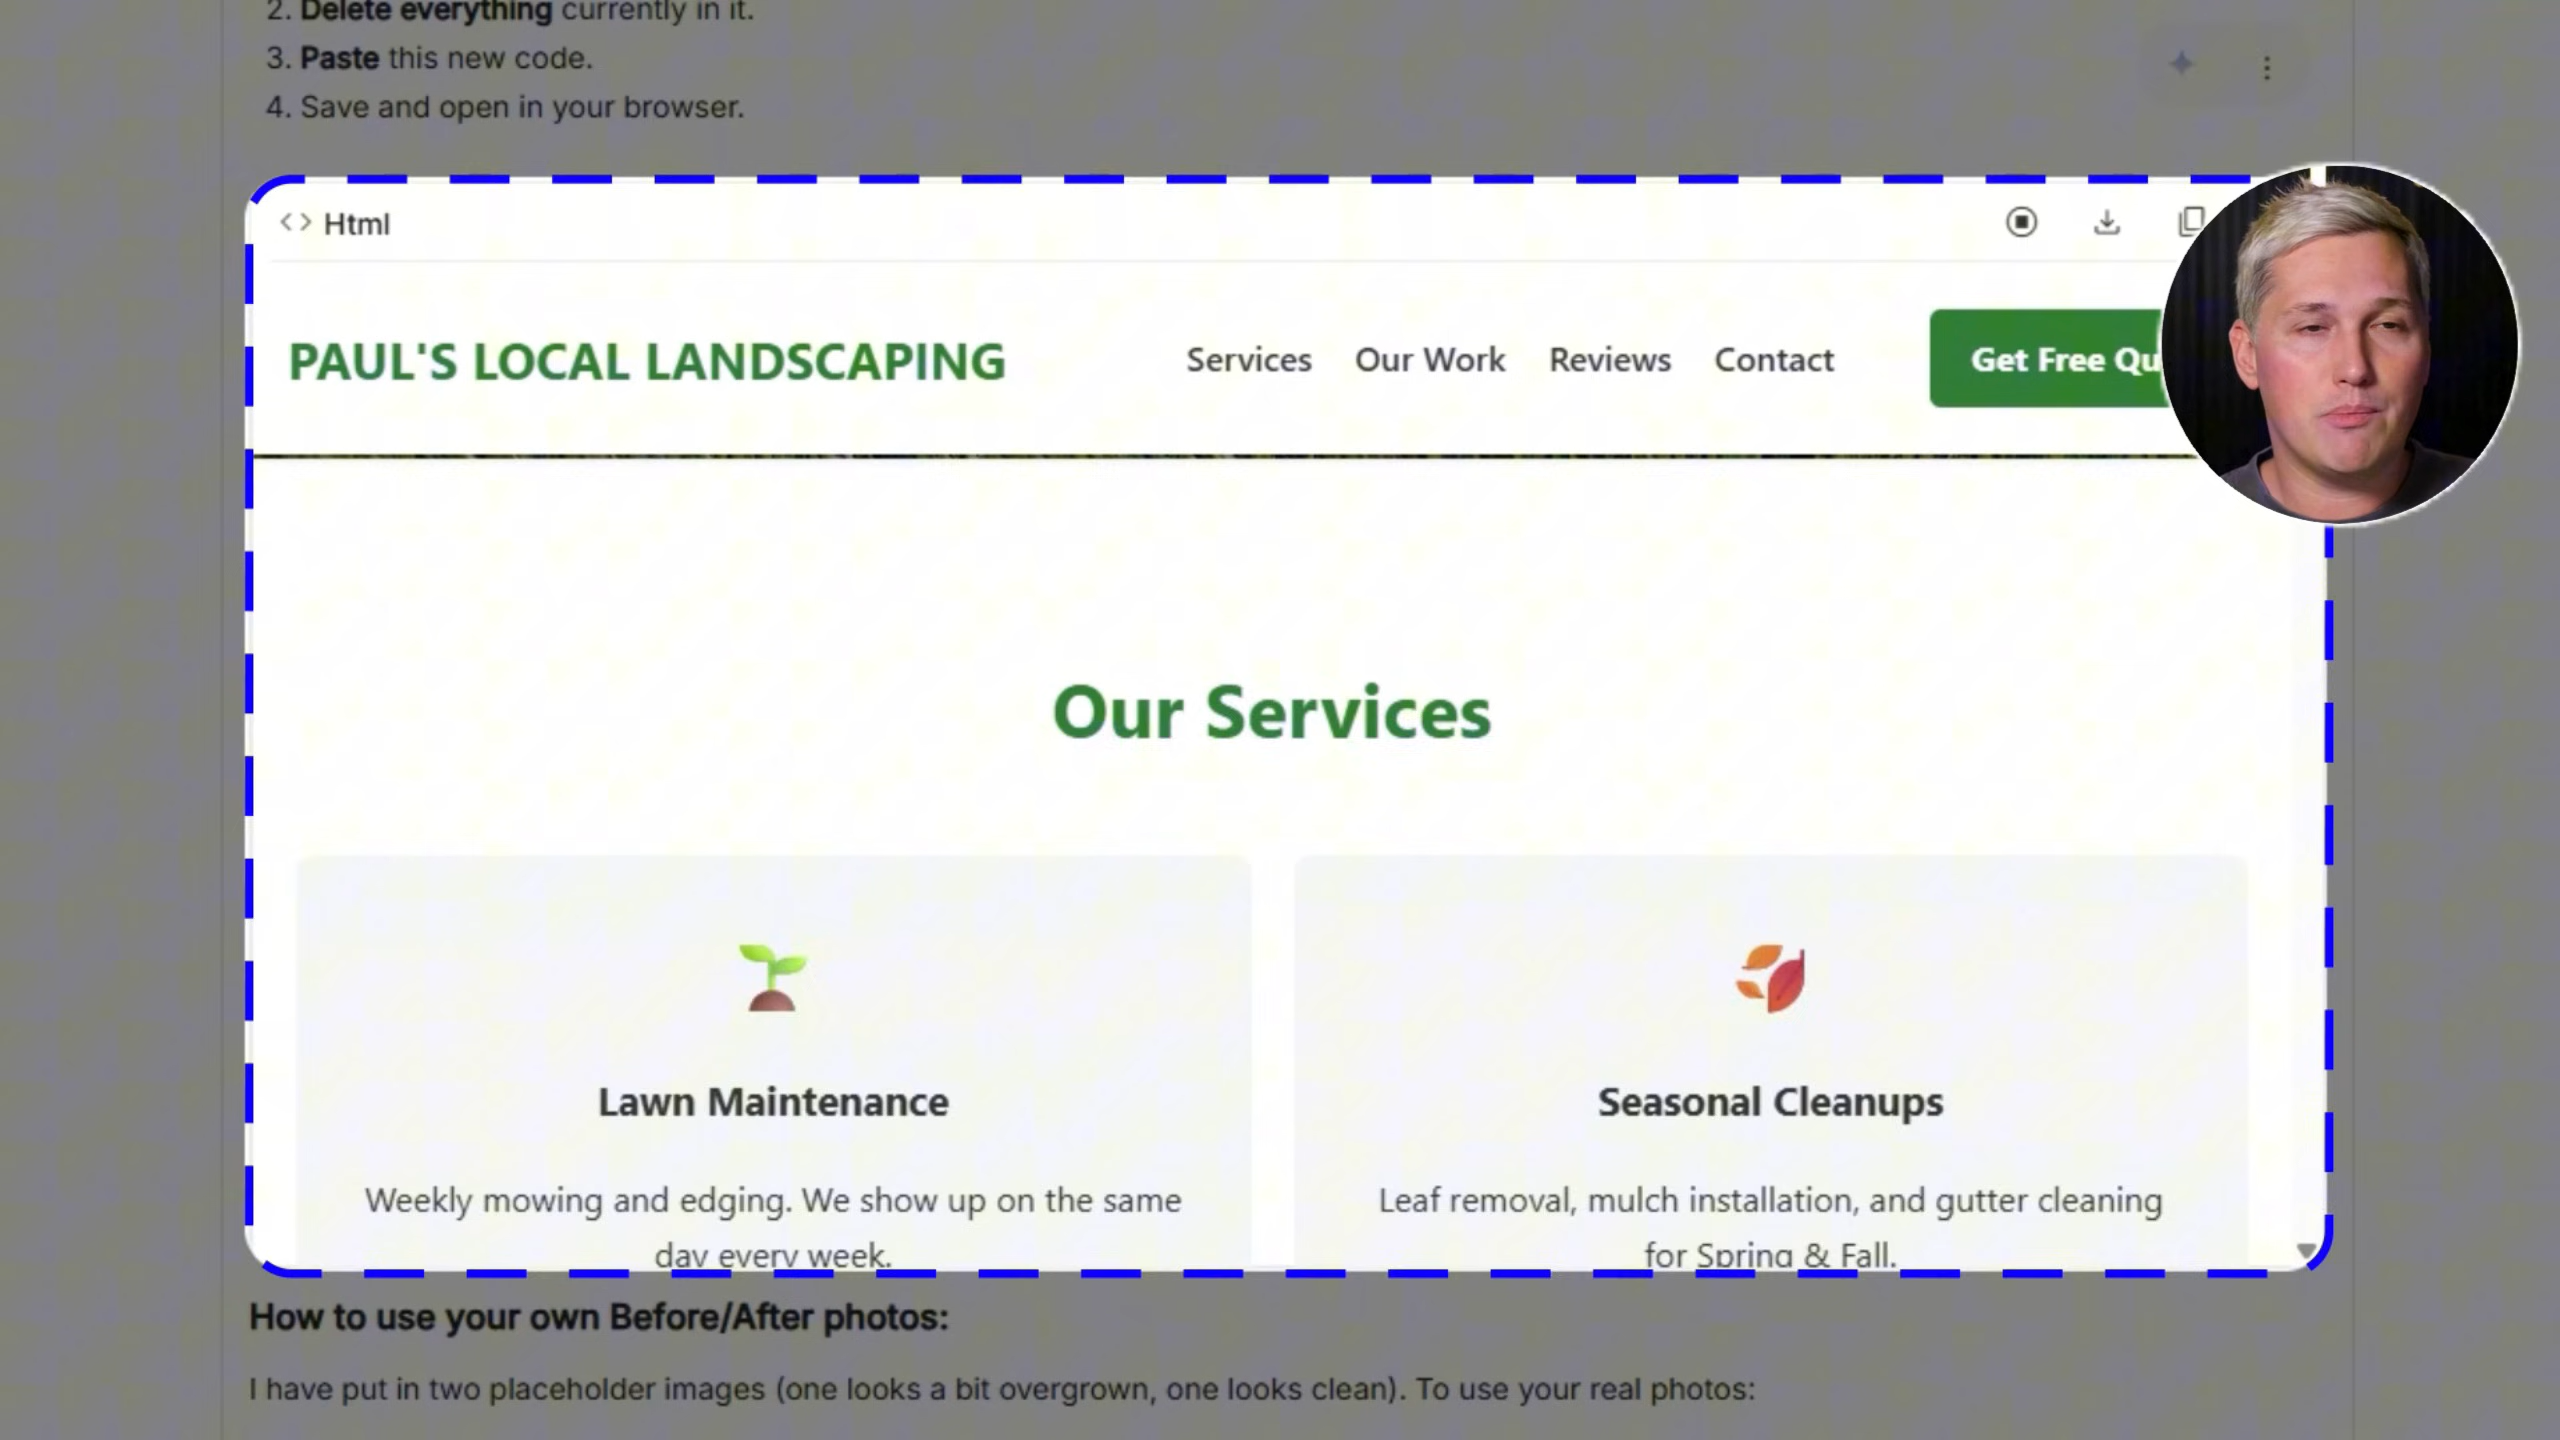 2. Delete everything currently in it.
3. Paste this new code.
4. Save and open in your browser.
<> Html
PAUL'S LOCAL LANDSCAPING
Services Our Work Reviews Contact Get Free Qu
Our Services
Lawn Maintenance
Seasonal Cleanups
Weekly mowing and edging. We show up on the same
day every week.
Leaf removal, mulch installation, and gutter cleaning
for Spring & Fall.
How to use your own Before/After photos:
I have put in two placeholder images (one looks a bit overgrown, one looks clean). To use your real photos: